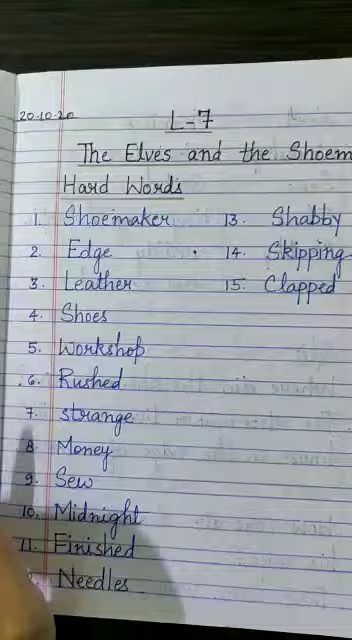 20-10-20
L-7
The Elves and the Shoem
Hard Words
1. Shoemaker 13. Shabby
2. Edge 14. Skipping
3. Leather 15. Clapped
4. Shoes
5. Workshop
6. Rushed
7. strange
8. Money
9. Sew
10. Midnight
11. Finished
2. Needles